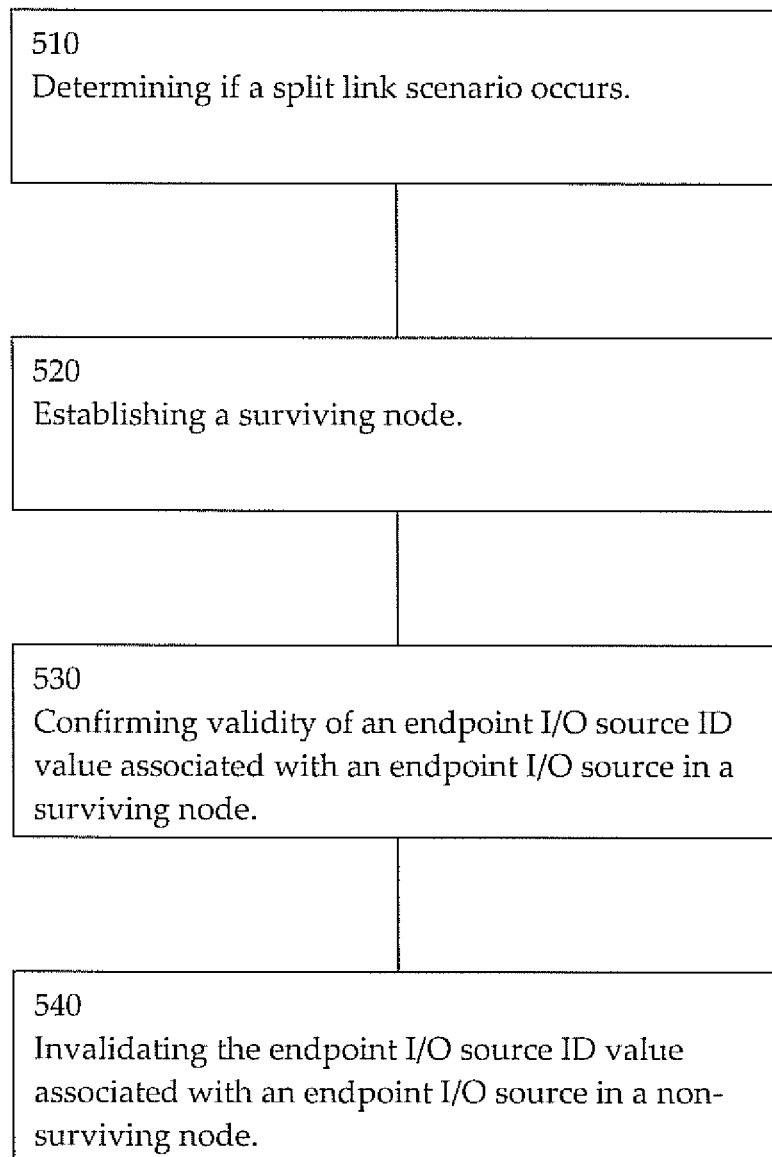 510
Determining if a split link scenario occurs.
520
Establishing a surviving node.
530
Confirming validity of an endpoint I/O source ID
value associated with an endpoint I/O source in a
surviving node.
540
Invalidating the endpoint I/O source ID value
associated with an endpoint I/O source in a non-
surviving node.